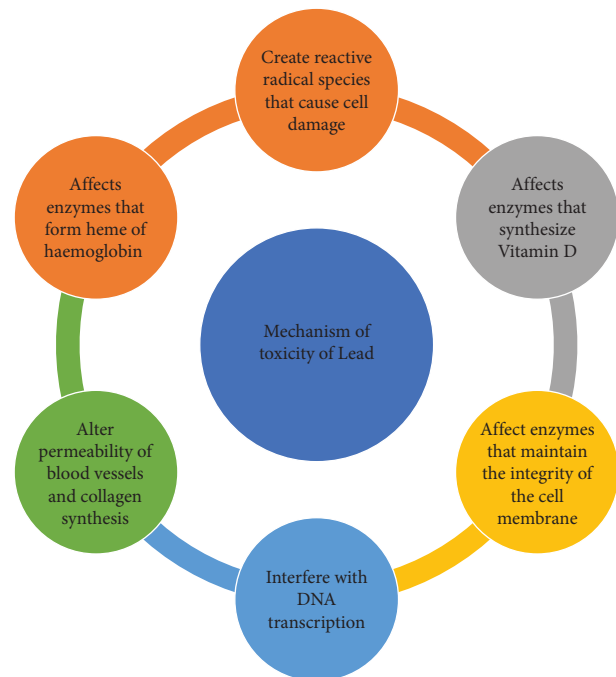 Create reactive
radical species
that cause cell
damage
Affects
enzymes that
form heme of
haemoglobin
Affects
enzymes that
synthesize
Vitamin D
Mechanism of
toxicity of Lead
Alter
permeability of
blood vessels
and collagen
synthesis
Affect enzymes
that maintain
the integrity of
the cell
membrane
Interfere with
DNA
transcription